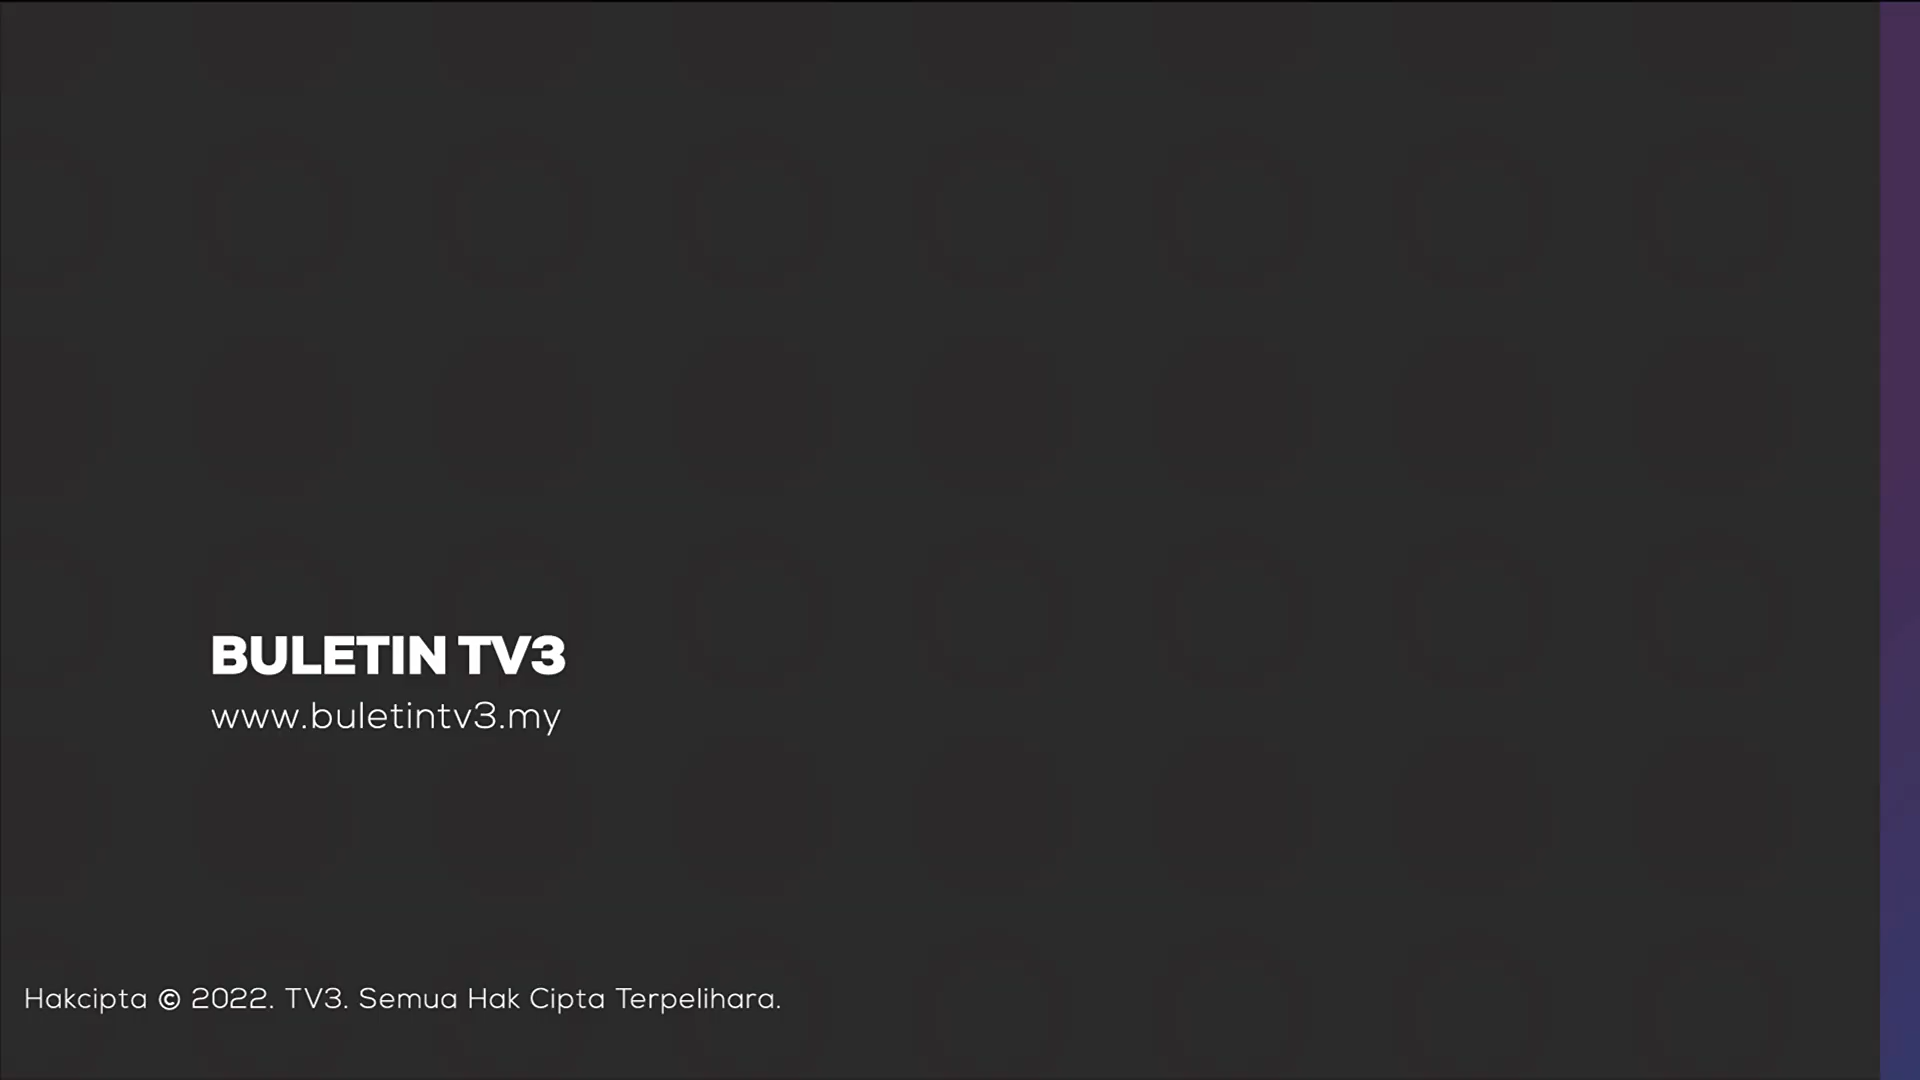 BULETIN TV3
www.buletintv3.my
Hakcipta © 2022. TV3. Semua Hak Cipta Terpelihara.